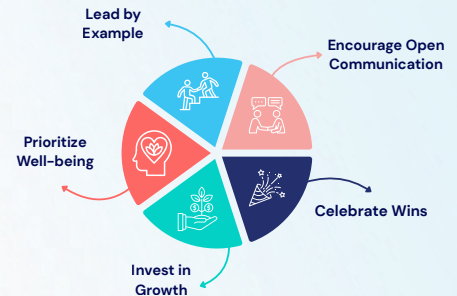 Lead by
Example
Encourage Open
Communication
Prioritize
Well-being
Celebrate Wins
Invest in
Growth